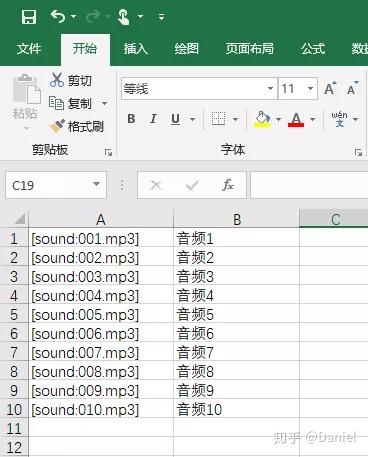 文件 开始 插入 绘图 页面布局 公式
剪切
复制
格式刷
粘贴
剪贴板
等线 11 A A
B I U A wén 文
字体
C19 fx
A B C
1 [sound:001.mp3] 音频1
2 [sound:002.mp3] 音频2
3 [sound:003.mp3] 音频3
4 [sound:004.mp3] 音频4
5 [sound:005.mp3] 音频5
6 [sound:006.mp3] 音频6
7 [sound:007.mp3] 音频7
8 [sound:008.mp3] 音频8
9 [sound:009.mp3] 音频9
10 [sound:010.mp3] 音频10
11
12
知乎 @Daniel